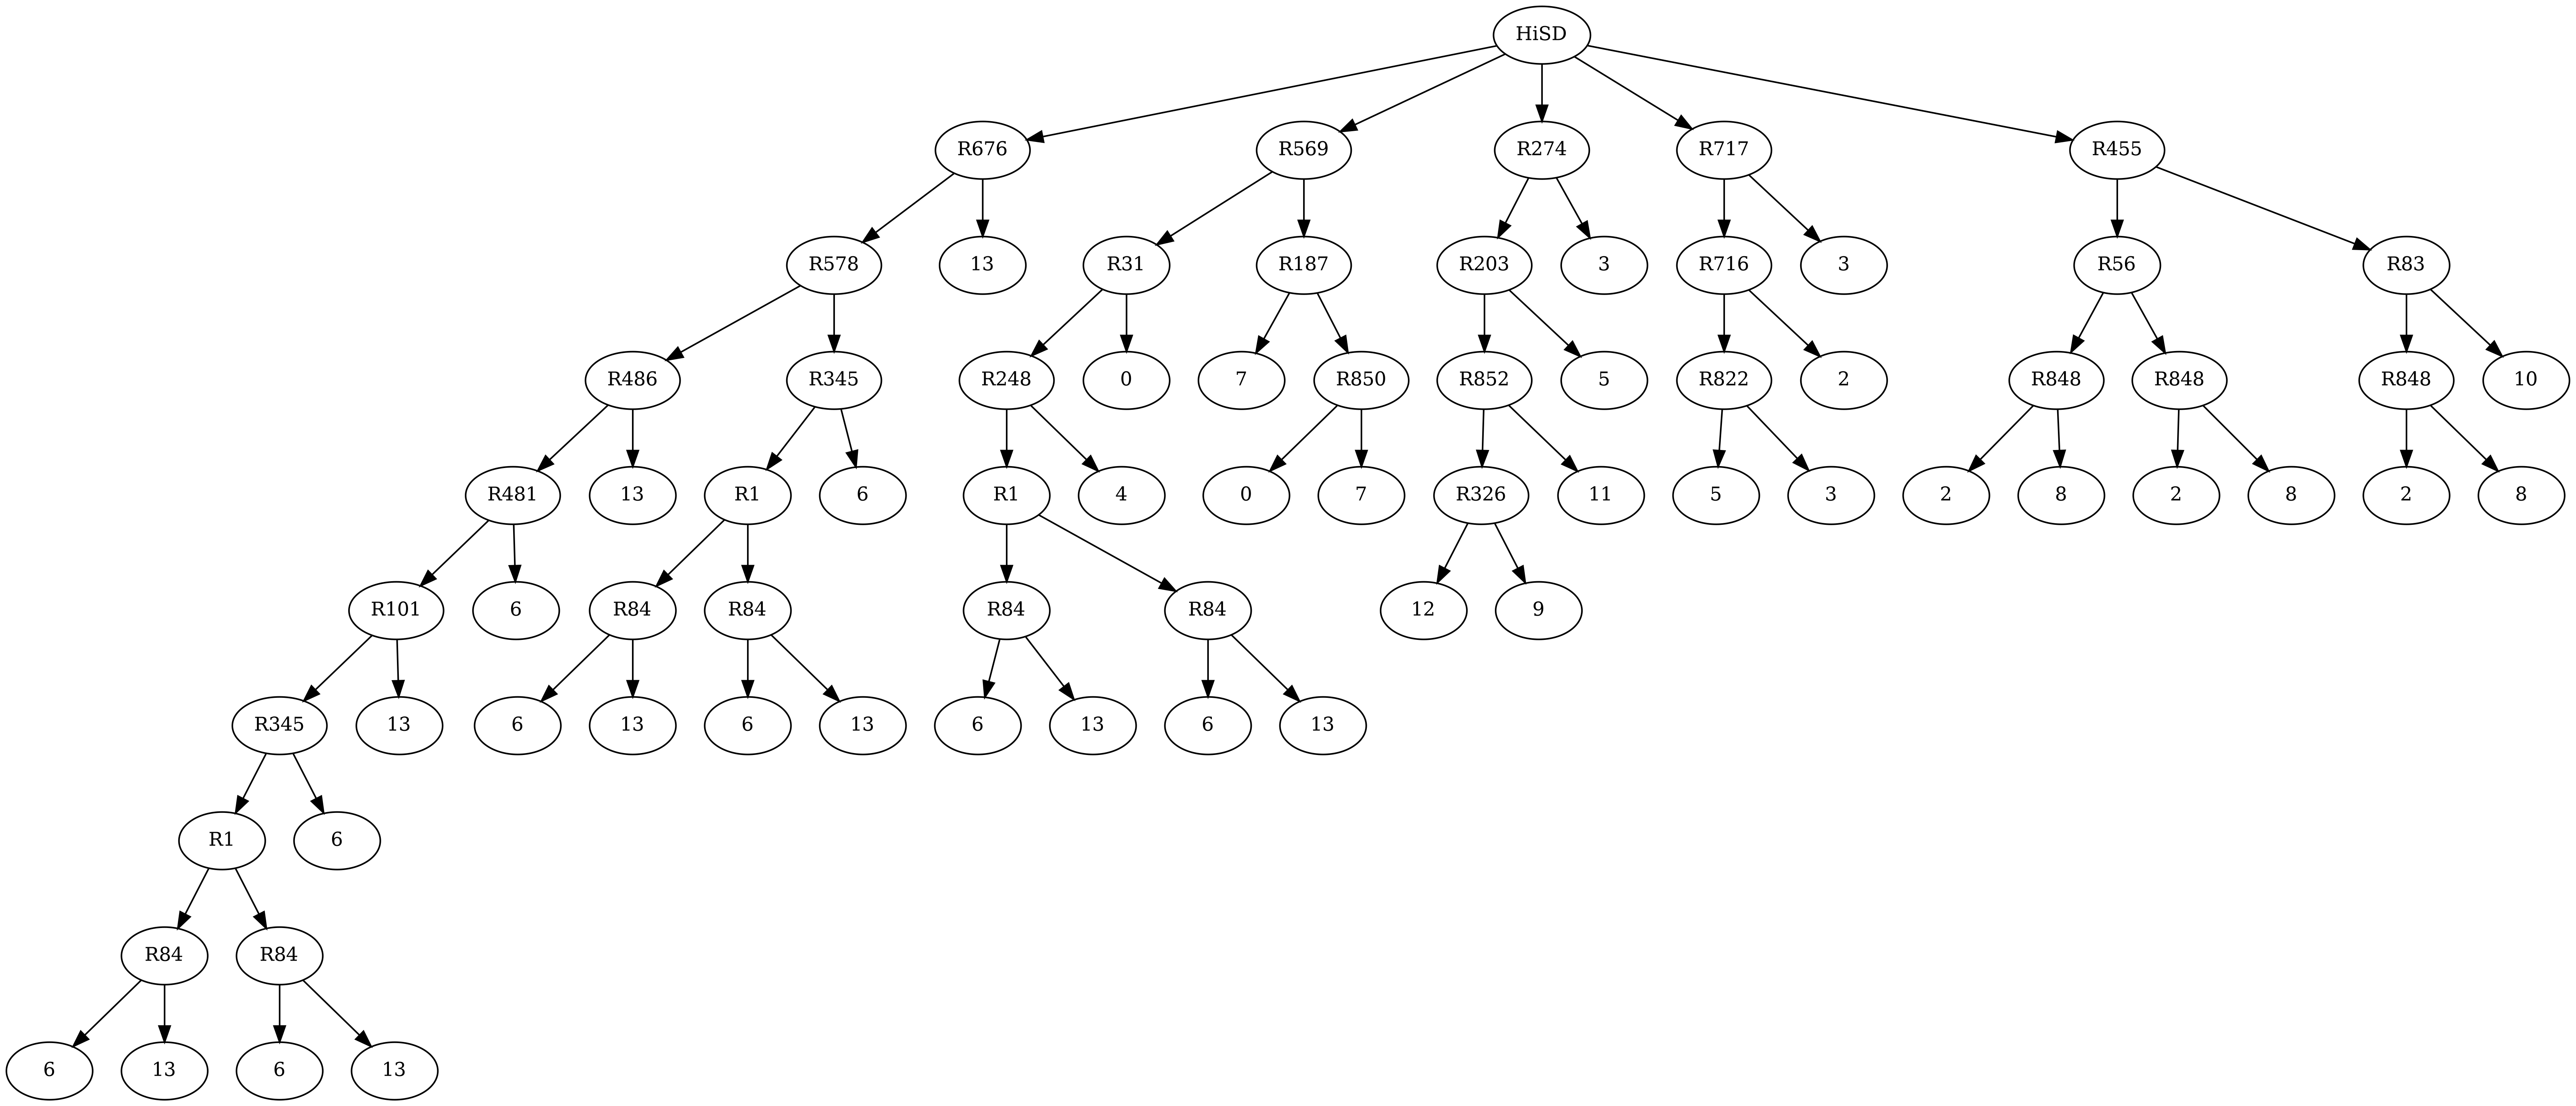 HiSD
R676 R569 R274 R717 R455
R578 13 R31 R187 R203 3 R716 3 R56 R83
R486 R345 R248 0 7 R850 R852 5 R822 2 R848 R848 R848 10
R481 13 R1 6 R1 4 0 7 R326 11 5 3 2 8 2 8 2 8
R101 6 R84 R84 R84 R84 12 9
R345 13 6 13 6 13 6 13 6 13
R1 6
R84 R84
6 13 6 13